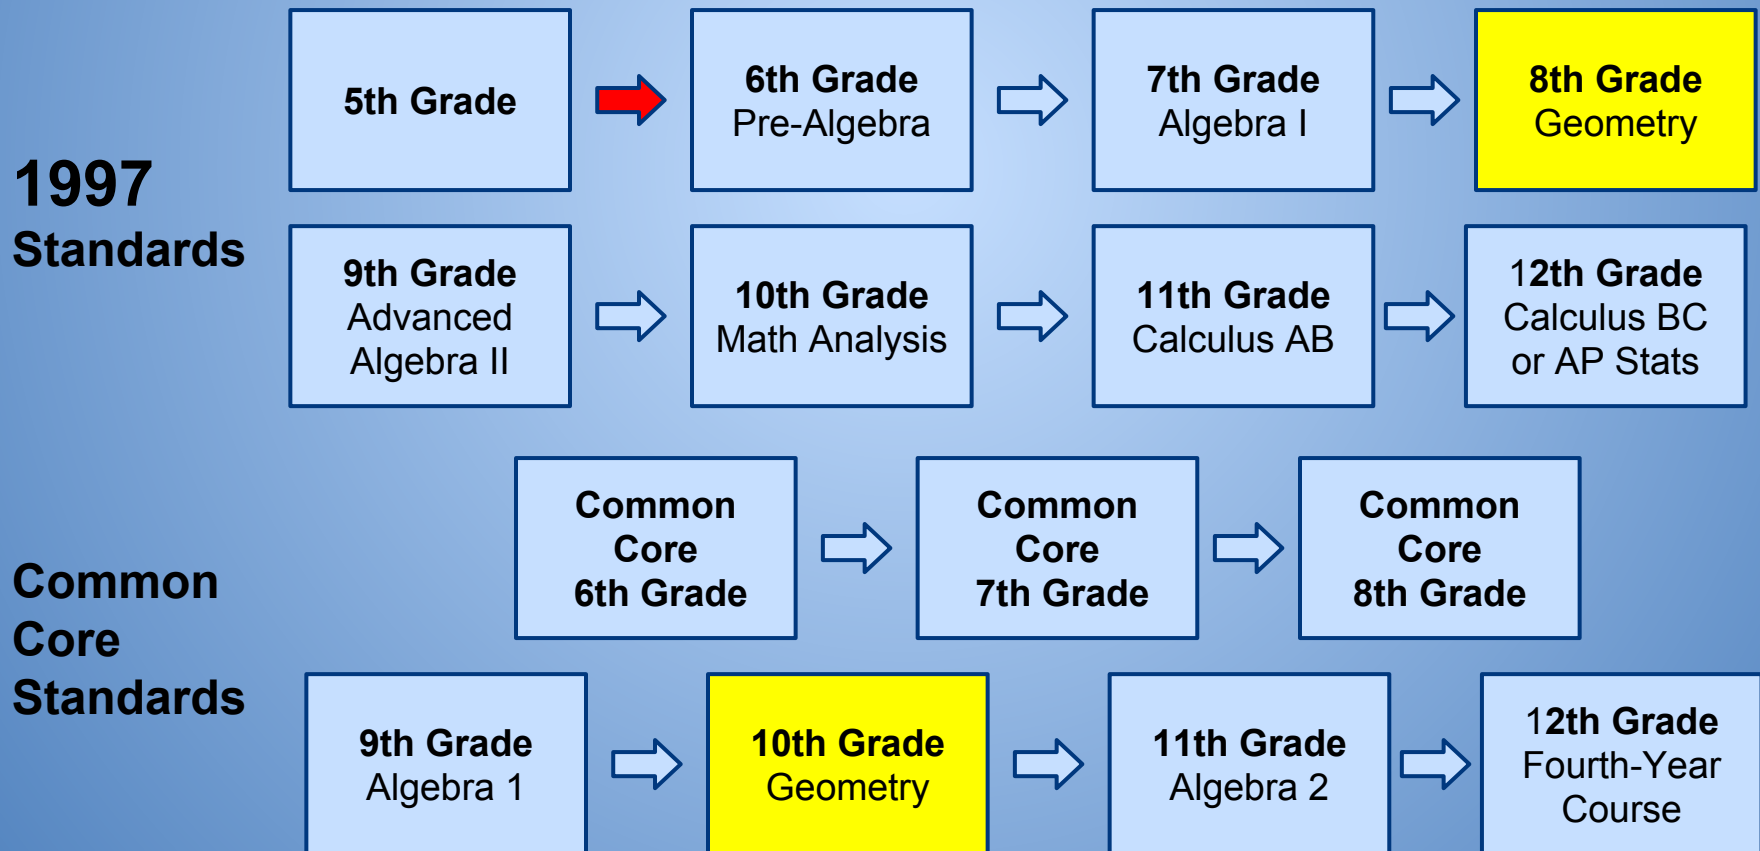 1997
Standards
5th Grade
6th Grade
Pre-Algebra
7th Grade
Algebra I
8th Grade
Geometry
9th Grade
Advanced
Algebra II
10th Grade
Math Analysis
11th Grade
Calculus AB
12th Grade
Calculus BC
or AP Stats
Common
Core
Standards
Common
Core
6th Grade
Common
Core
7th Grade
Common
Core
8th Grade
9th Grade
Algebra 1
10th Grade
Geometry
11th Grade
Algebra 2
12th Grade
Fourth-Year
Course